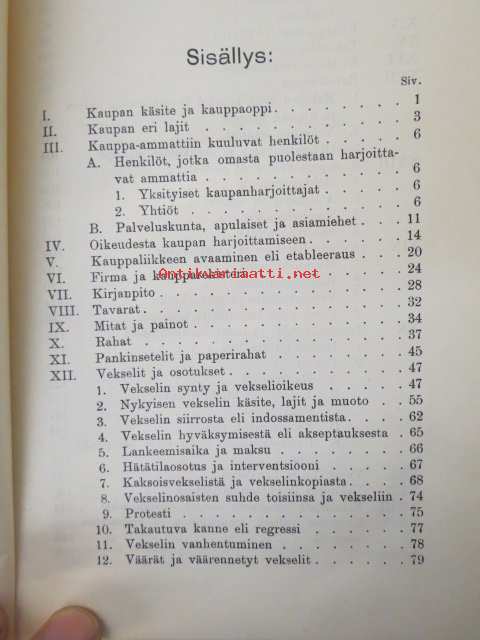 Sisällys:
Siv.
I. Kaupan käsite ja kauppaoppi . . . . . . . 1
II. Kaupan eri lajit . . . . . . . . . . . 3
III. Kauppa-ammattiin kuuluvat henkilöt . . . . 6
A. Henkilöt, jotka omasta puolestaan harjoitta-
vat ammattia . . . . . . . . . . . 6
1. Yksityiset kaupanharjoittajat . . . . . 6
2. Yhtiöt . . . . . . . . . . . . 6
B. Palveluskunta, apulaiset ja asiamiehet . . 11
IV. Oikeudesta kaupan harjoittamiseen . . . . . 14
V. Kauppaliikkeen avaaminen eli etableeraus . . 20
VI. Firma ja kaupparekisteri . . . . . . . 24
Antikvariaatti.net
VII. Kirjanpito . . . . . . . . . . . . . 28
VIII. Tavarat . . . . . . . . . . . . . . 32
IX. Mitat ja painot . . . . . . . . . . . 34
X. Rahat . . . . . . . . . . . . . . 37
XI. Pankinsetelit ja paperirahat . . . . . . . 45
XII. Vekselit ja osotukset . . . . . . . . . 47
1. Vekselin synty ja vekselioikeus . . . . . 47
2. Nykyisen vekselin käsite, lajit ja muoto . . 55
3. Vekselin siirrosta eli indossamentista . . . 62
4. Vekselin hyväksymisestä eli akseptauksesta . 65
5. Lankeemisaika ja maksu . . . . . . . 66
6. Hätätilaosotus ja interventsiooni . . . . 67
7. Kaksoisvekselistä ja vekselinkopiasta . . . 68
8. Vekselinosaisten suhde toisiinsa ja vekseliin . 74
9. Protesti . . . . . . . . . . . . 75
10. Takautuva kanne eli regressi . . . . . 77
11. Vekselin vanhentuminen . . . . . . . 78
12. Väärät ja väärennetyt vekselit . . . . . 79